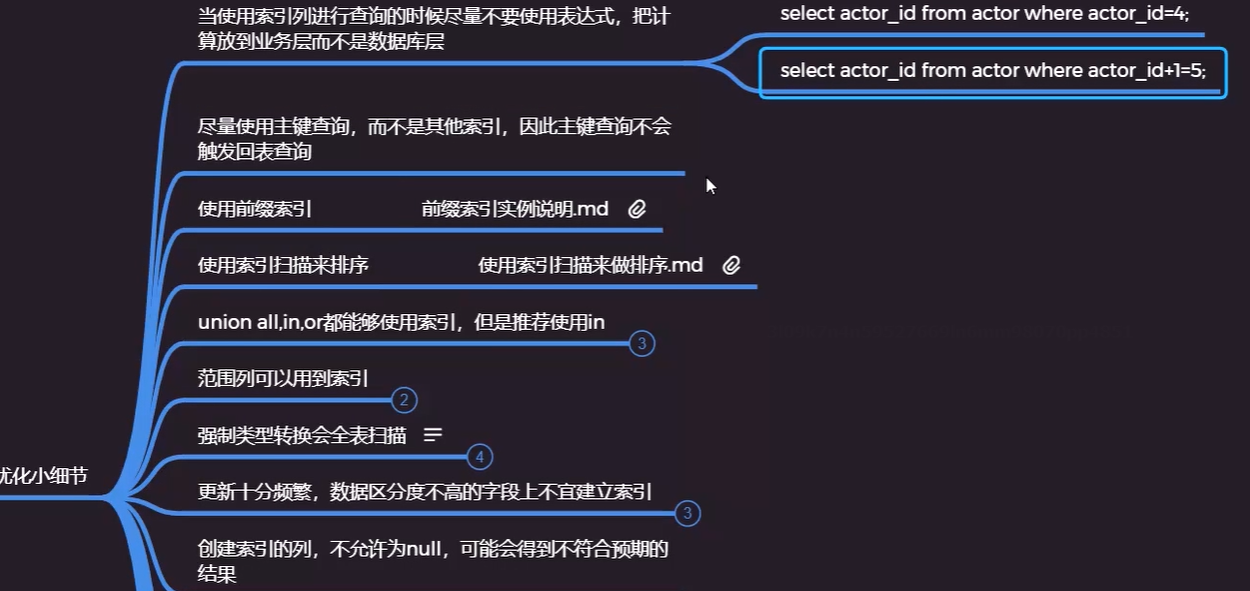 当使用索引列进行查询的时候尽量不要使用表达式，把计
算放到业务层而不是数据库层
select actor_id from actor where actor_id=4;
select actor_id from actor where actor_id+1=5;
尽量使用主键查询，而不是其他索引，因此主键查询不会
触发回表查询
使用前缀索引 前缀索引实例说明.md
使用索引扫描来排序 使用索引扫描来做排序.md
union all,in,or都能够使用索引，但是推荐使用in
3
范围列可以用到索引
2
强制类型转换会全表扫描
4
优化小细节
更新十分频繁，数据区分度不高的字段上不宜建立索引
3
创建索引的列，不允许为null，可能会得到不符合预期的
结果